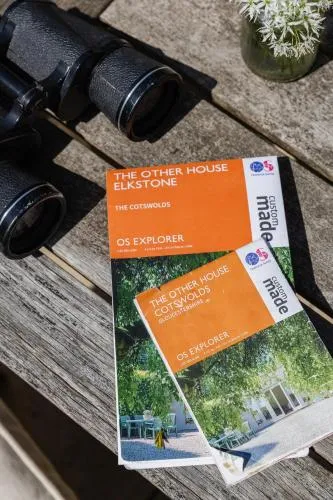 THE OTHER HOUSE
ELKSTONE
THE COTSWOLDS
OS EXPLORER
custom
made
THE OTHER HOUSE
COTSWOLDS
GLOUCESTERSHIRE
OS EXPLORER
custom
made